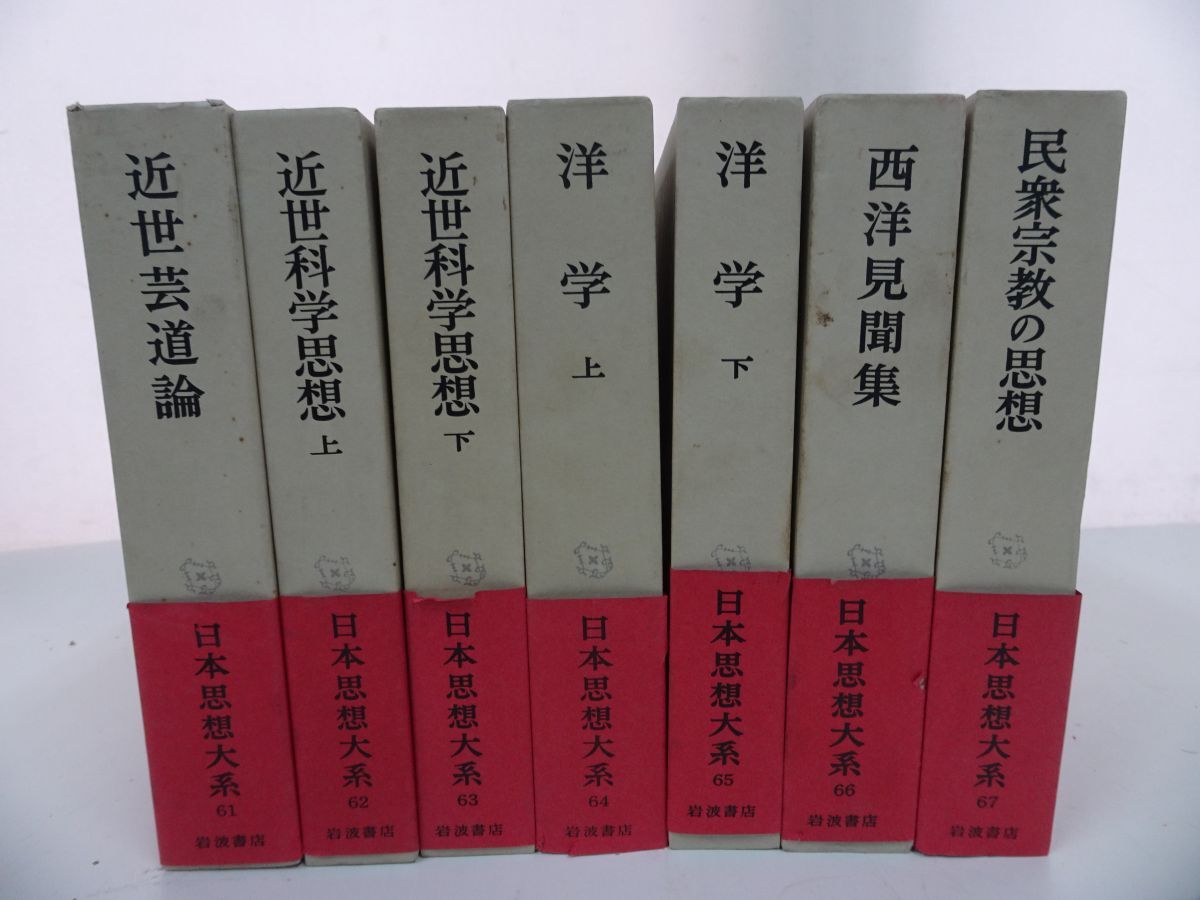 近世芸道論
日本思想大系
61
岩波書店
近世科学思想
上
日本思想大系
62
岩波書店
近世科学思想
下
日本思想大系
63
岩波書店
洋学
上
日本思想大系
64
岩波書店
洋学
下
日本思想大系
65
岩波書店
西洋見聞集
日本思想大系
66
岩波書店
民衆宗教の思想
日本思想大系
67
岩波書店